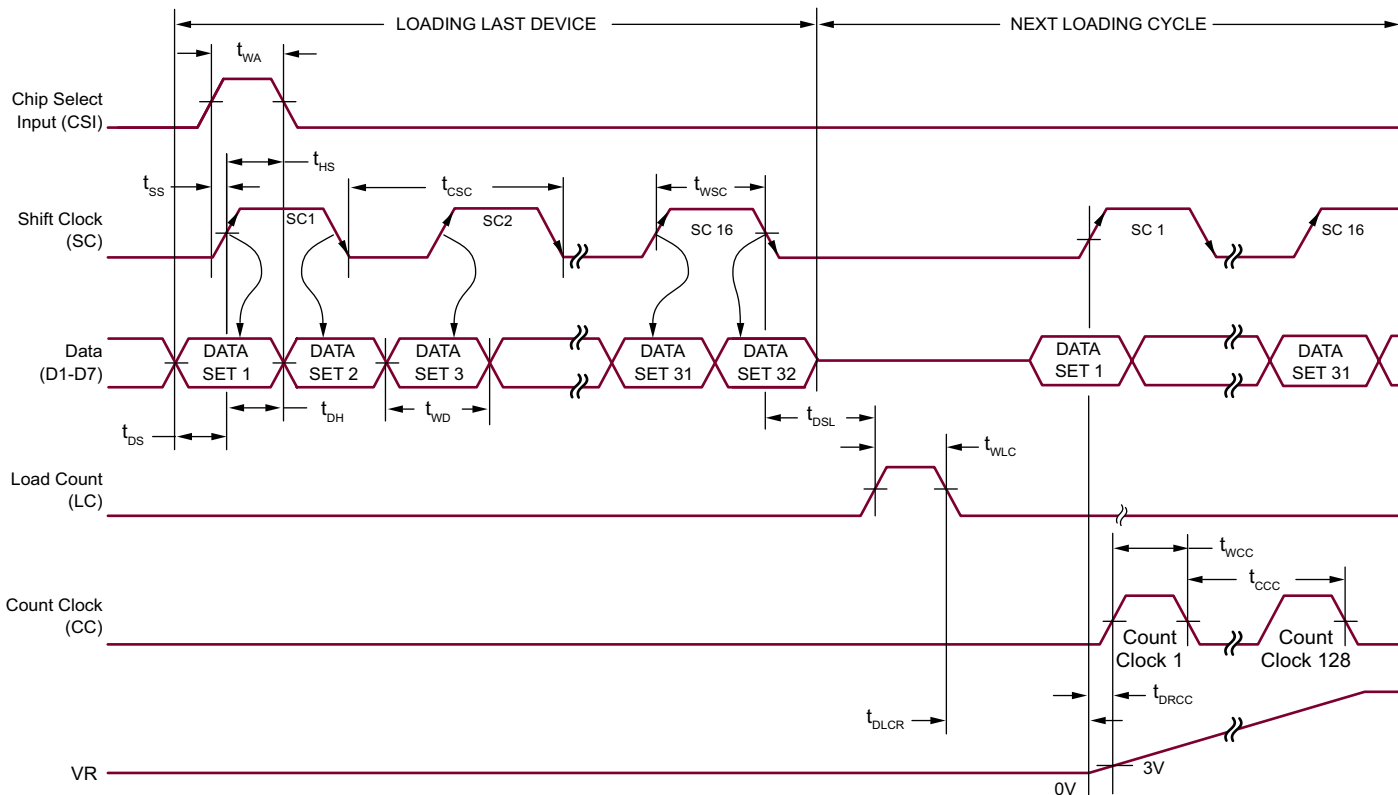 LOADING LAST DEVICE
NEXT LOADING CYCLE
tWA
Chip Select
Input (CSI)
tHS
tSS
tCSC
tWSC
Shift Clock
(SC)
SC1
SC2
SC 16
SC 1
SC 16
Data
(D1-D7)
DATA
SET 1
DATA
SET 2
DATA
SET 3
DATA
SET 31
DATA
SET 32
DATA
SET 1
DATA
SET 31
tDS
tDH
tWD
tDSL
tWLC
Load Count
(LC)
tWCC
tCCC
Count Clock
(CC)
Count
Clock 1
Count
Clock 128
tDRCC
tDLCR
VR
0V
3V